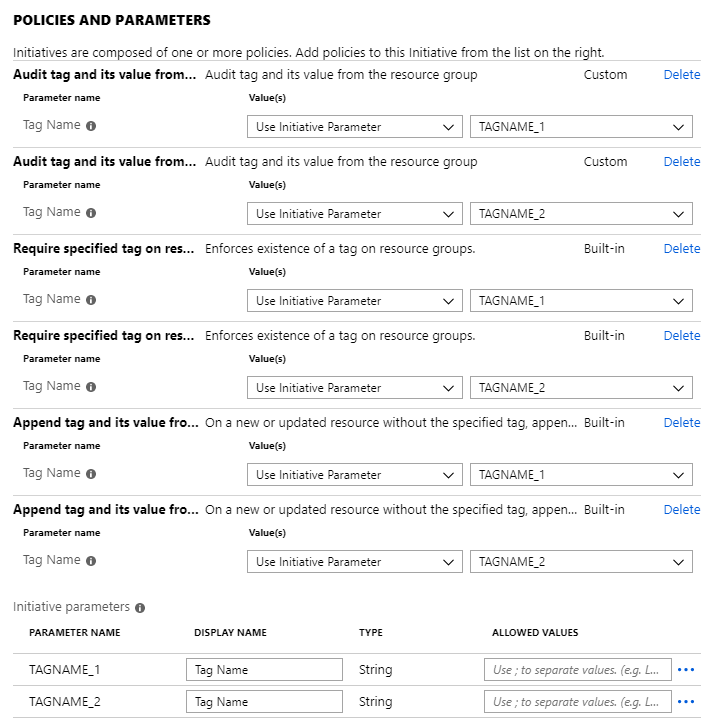 POLICIES AND PARAMETERS
Initiatives are composed of one or more policies. Add policies to this Initiative from the list on the right.
Audit tag and its value from... Audit tag and its value from the resource group Custom Delete
Parameter name Value(s)
Tag Name Use Initiative Parameter TAGNAME_1
Audit tag and its value from... Audit tag and its value from the resource group Custom Delete
Parameter name Value(s)
Tag Name Use Initiative Parameter TAGNAME_2
Require specified tag on res... Enforces existence of a tag on resource groups. Built-in Delete
Parameter name Value(s)
Tag Name Use Initiative Parameter TAGNAME_1
Require specified tag on res... Enforces existence of a tag on resource groups. Built-in Delete
Parameter name Value(s)
Tag Name Use Initiative Parameter TAGNAME_2
Append tag and its value fro... On a new or updated resource without the specified tag, appen... Built-in Delete
Parameter name Value(s)
Tag Name Use Initiative Parameter TAGNAME_1
Append tag and its value fro... On a new or updated resource without the specified tag, appen... Built-in Delete
Parameter name Value(s)
Tag Name Use Initiative Parameter TAGNAME_2
Initiative parameters
PARAMETER NAME DISPLAY NAME TYPE ALLOWED VALUES
TAGNAME_1 Tag Name String Use ; to separate values. (e.g. L...
TAGNAME_2 Tag Name String Use ; to separate values. (e.g. L...